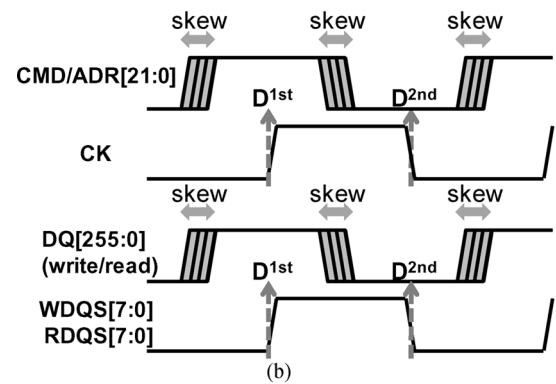 skew skew skew
CMD/ADR[21:0]
D1st D2nd
CK
skew skew skew
DQ[255:0]
(write/read)
D1st D2nd
WDQS[7:0]
RDQS[7:0]
(b)